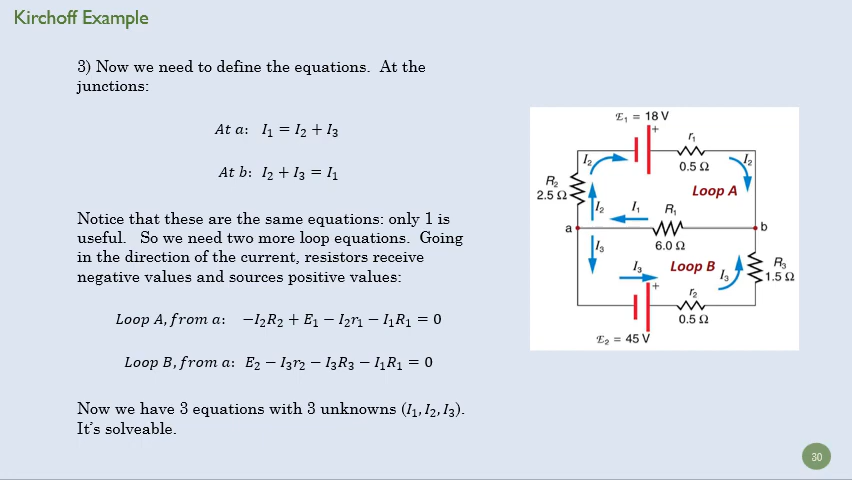 Kirchoff Example
3) Now we need to define the equations. At the
junctions:
At a: I₁ = I₂ + I₃
At b: I₂ + I₃ = I₁
Notice that these are the same equations: only 1 is
useful. So we need two more loop equations. Going
in the direction of the current, resistors receive
negative values and sources positive values:
Loop A, from a: −I₂R₂ + E₁ − I₂r₁ − I₁R₁ = 0
Loop B, from a: E₂ − I₃r₂ − I₃R₃ − I₁R₁ = 0
Now we have 3 equations with 3 unknowns (I₁, I₂, I₃).
It's solveable.
ℰ₁ = 18 V
+
r₁
I₂
0.5 Ω
I₂
R₂
2.5 Ω
Loop A
I₂
I₁
R₁
a
b
6.0 Ω
I₃
I₃
Loop B
I₃
R₃
1.5 Ω
+
r₂
0.5 Ω
ℰ₂ = 45 V
30